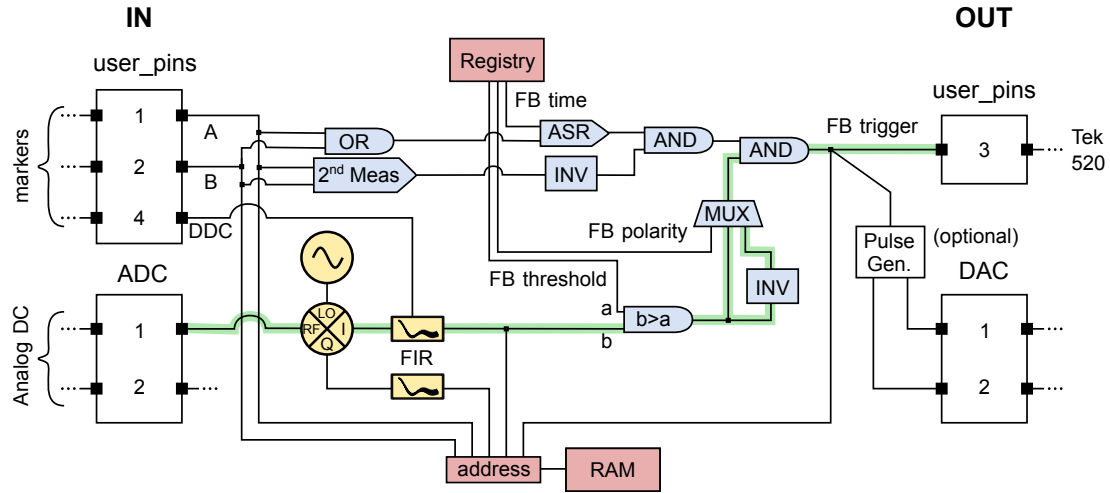 IN
OUT
user_pins
markers
1
2
4
A
B
DDC
Registry
FB time
OR
2nd Meas
ASR
INV
AND
AND
FB trigger
user_pins
3
Tek
520
MUX
FB polarity
FB threshold
INV
Pulse
Gen.
(optional)
ADC
Analog DC
1
2
LO
RF
I
Q
FIR
a
b
b>a
DAC
1
2
address
RAM